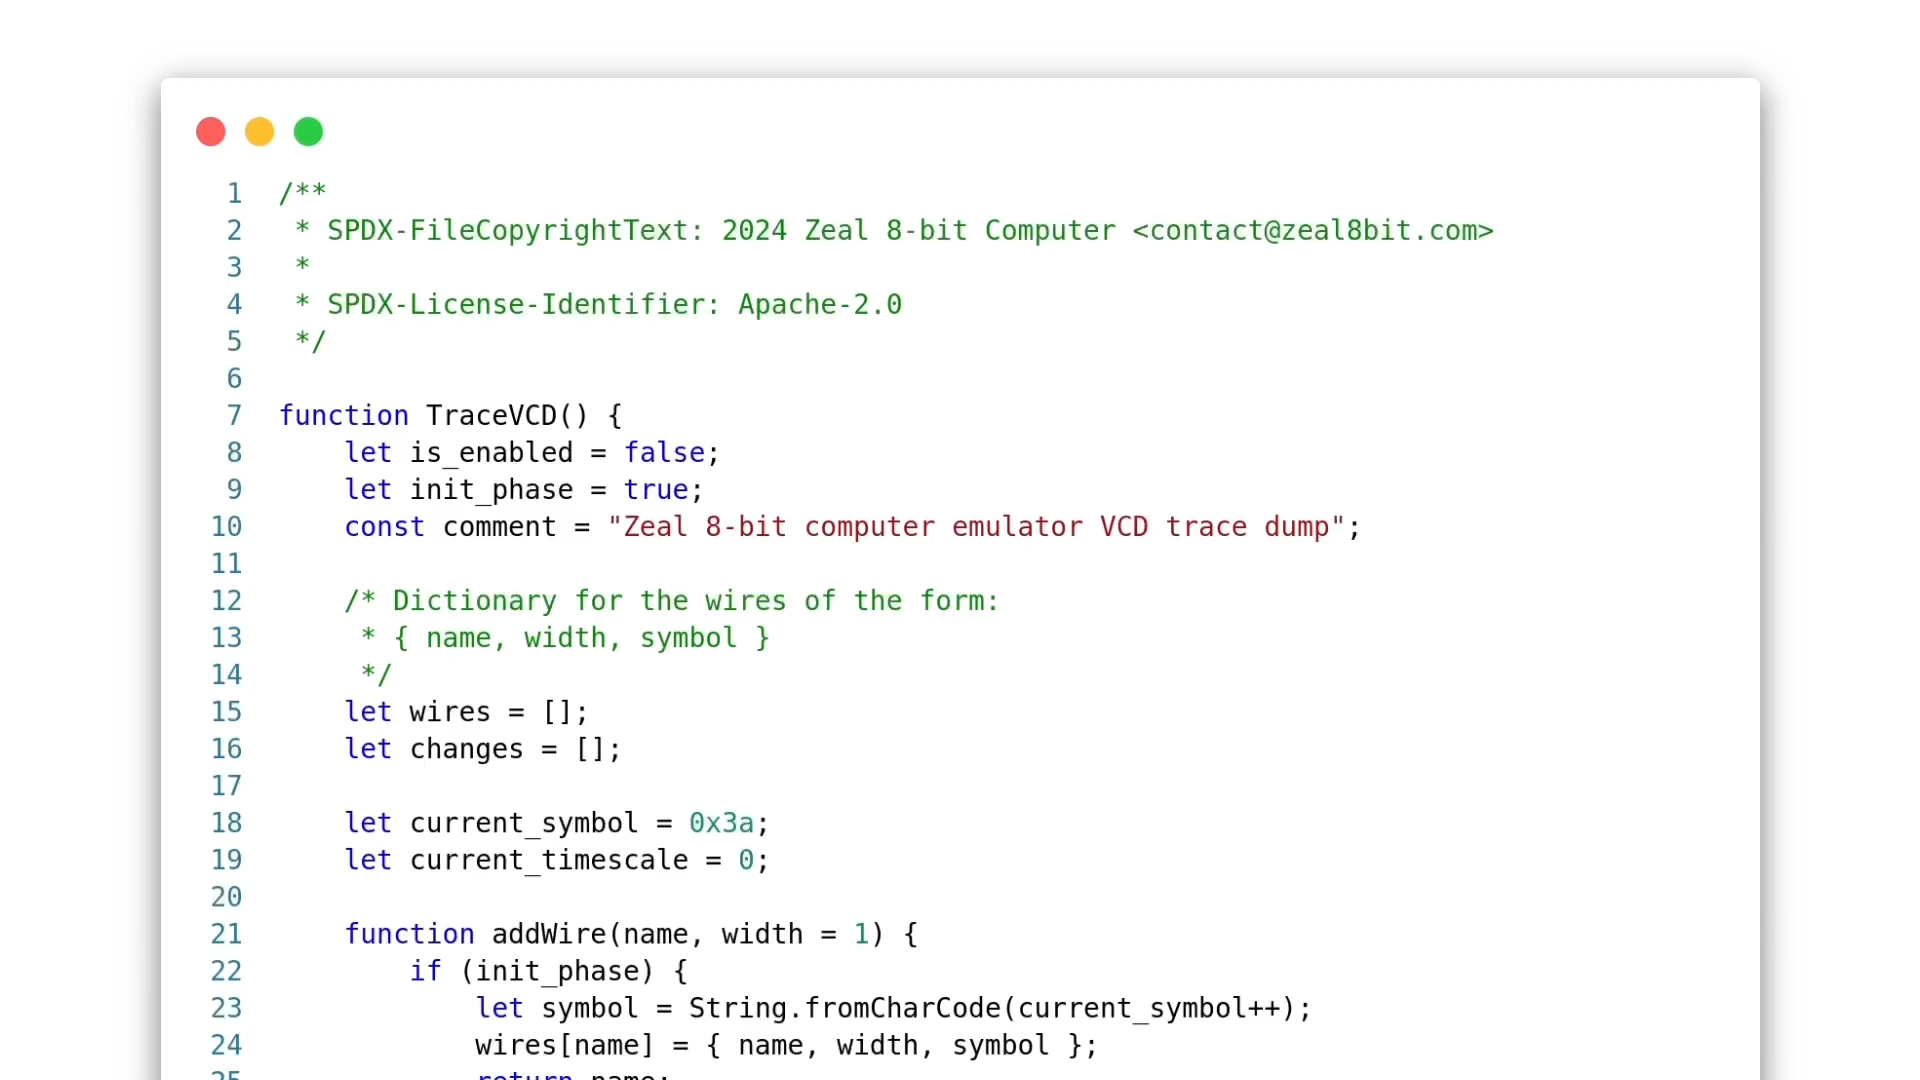 1 /**
2  * SPDX-FileCopyrightText: 2024 Zeal 8-bit Computer <contact@zeal8bit.com>
3  *
4  * SPDX-License-Identifier: Apache-2.0
5  */
6
7 function TraceVCD() {
8     let is_enabled = false;
9     let init_phase = true;
10     const comment = "Zeal 8-bit computer emulator VCD trace dump";
11
12     /* Dictionary for the wires of the form:
13      * { name, width, symbol }
14      */
15     let wires = [];
16     let changes = [];
17
18     let current_symbol = 0x3a;
19     let current_timescale = 0;
20
21     function addWire(name, width = 1) {
22         if (init_phase) {
23             let symbol = String.fromCharCode(current_symbol++);
24             wires[name] = { name, width, symbol };
25             return name;